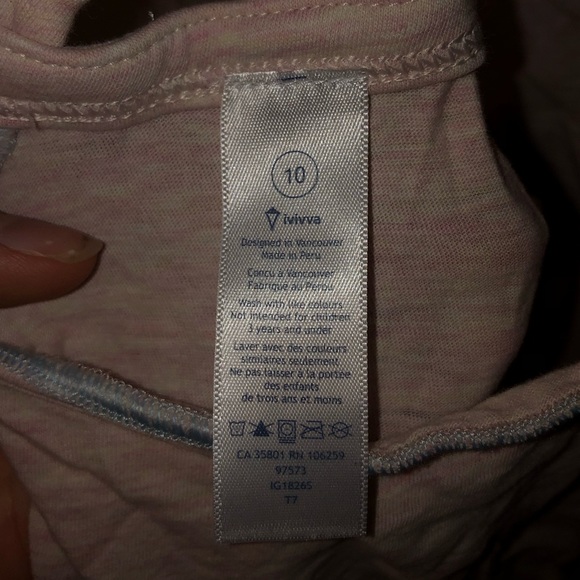 10
ivivva
Designed in Vancouver
Made in Peru
Conçu à Vancouver
Fabrique au Perou
Wash with like colours
Not intended for children
3 years and under
Laver avec des couleurs
similaires seulement
Ne pas laisser à la portée
des enfants
de trois ans et moins
CA 35801 RN 106259
97573
IG18265
T7